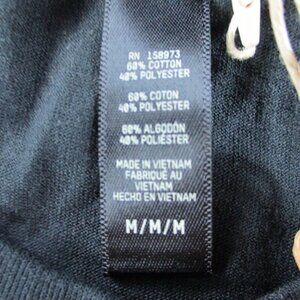 RN 158973
60% COTTON
40% POLYESTER
60% COTON
40% POLYESTER
60% ALGODÓN
40% POLIÉSTER
MADE IN VIETNAM
FABRIQUÉ AU
VIETNAM
HECHO EN VIETNAM
M/M/M